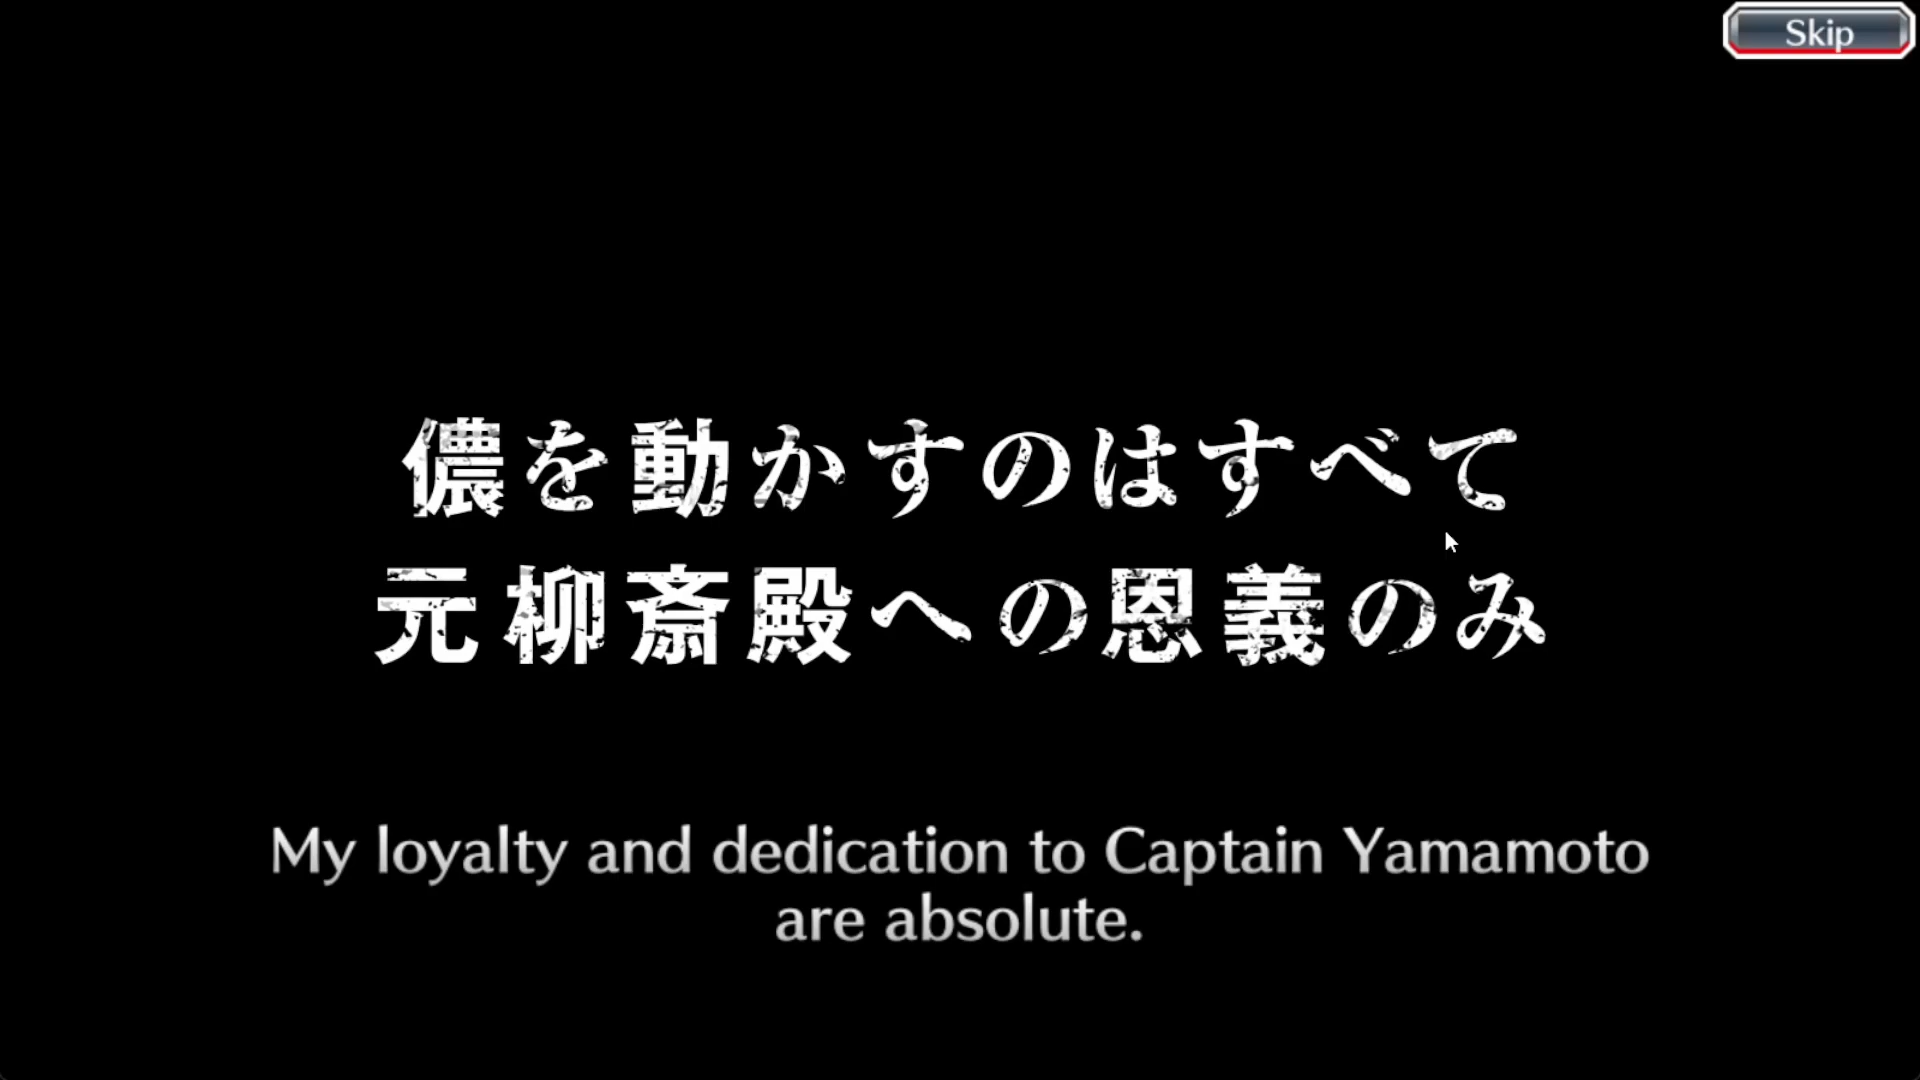 Skip
儂を動かすのはすべて
元柳斎殿への恩義のみ
My loyalty and dedication to Captain Yamamoto
are absolute.